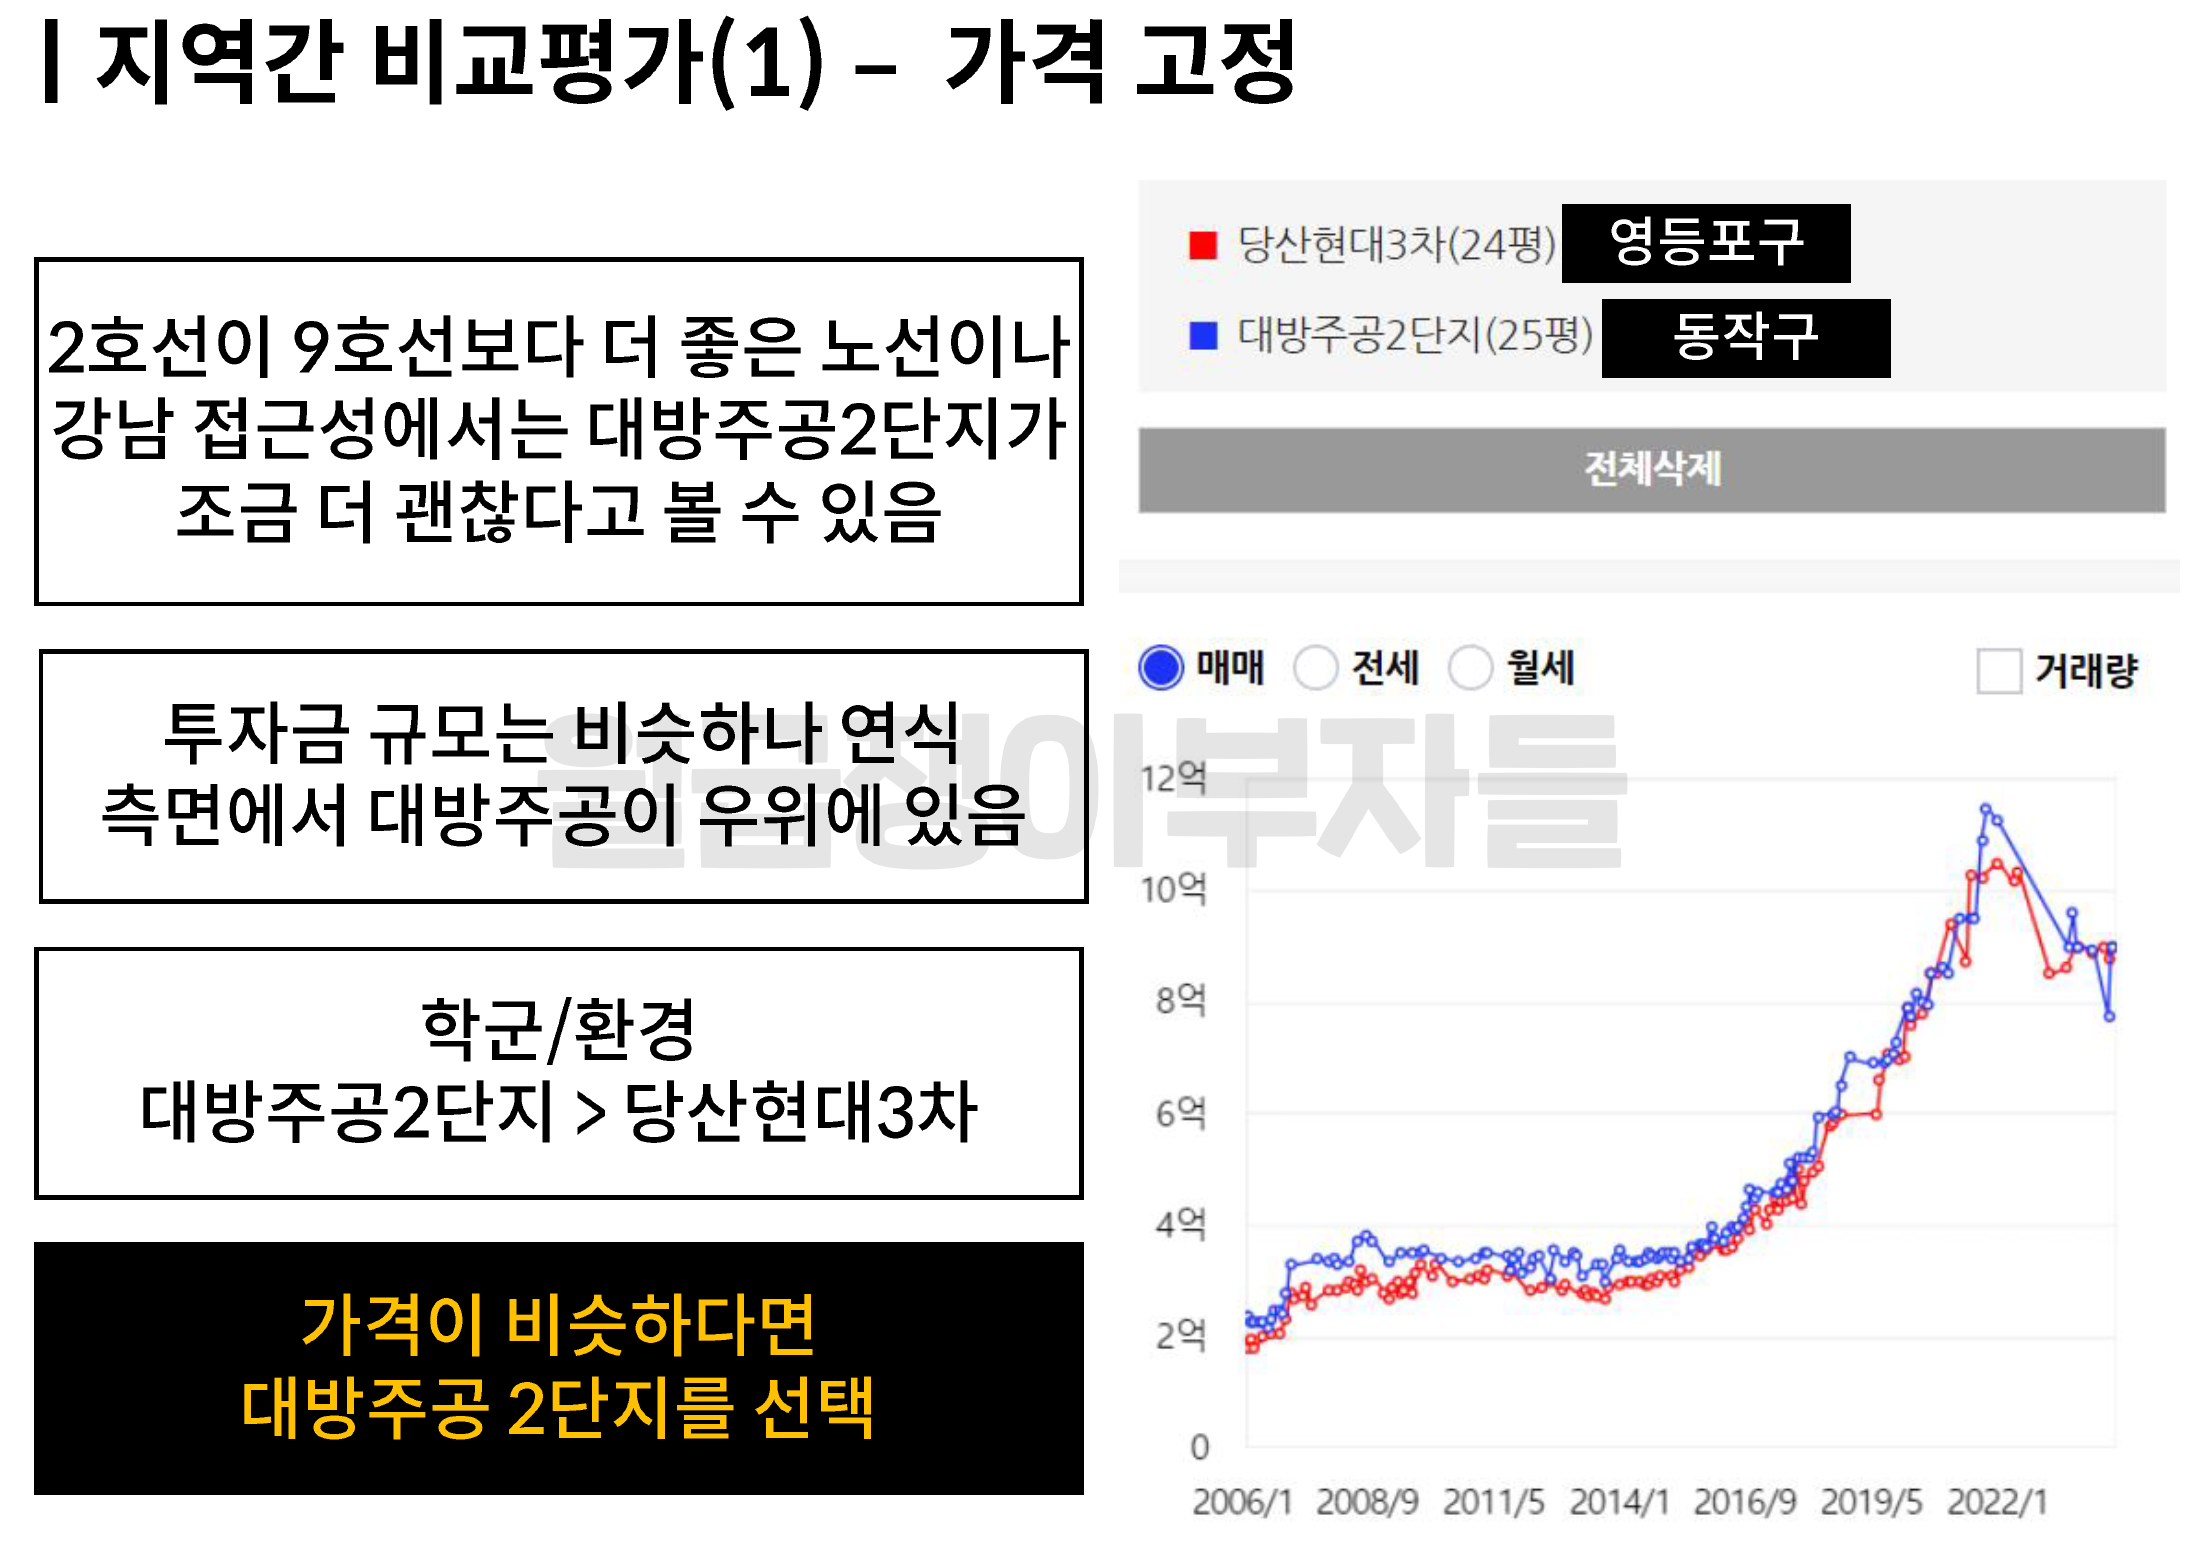 | 지역간 비교평가(1) – 가격 고정
2호선이 9호선보다 더 좋은 노선이나
강남 접근성에서는 대방주공2단지가
조금 더 괜찮다고 볼 수 있음
투자금 규모는 비슷하나 연식
측면에서 대방주공이 우위에 있음
학군/환경
대방주공2단지 > 당산현대3차
가격이 비슷하다면
대방주공 2단지를 선택
당산현대3차(24평) 영등포구
대방주공2단지(25평) 동작구
전체삭제
매매 전세 월세 거래량
월급쟁이부자들
12억
10억
8억
6억
4억
2억
0
2006/1 2008/9 2011/5 2014/1 2016/9 2019/5 2022/1